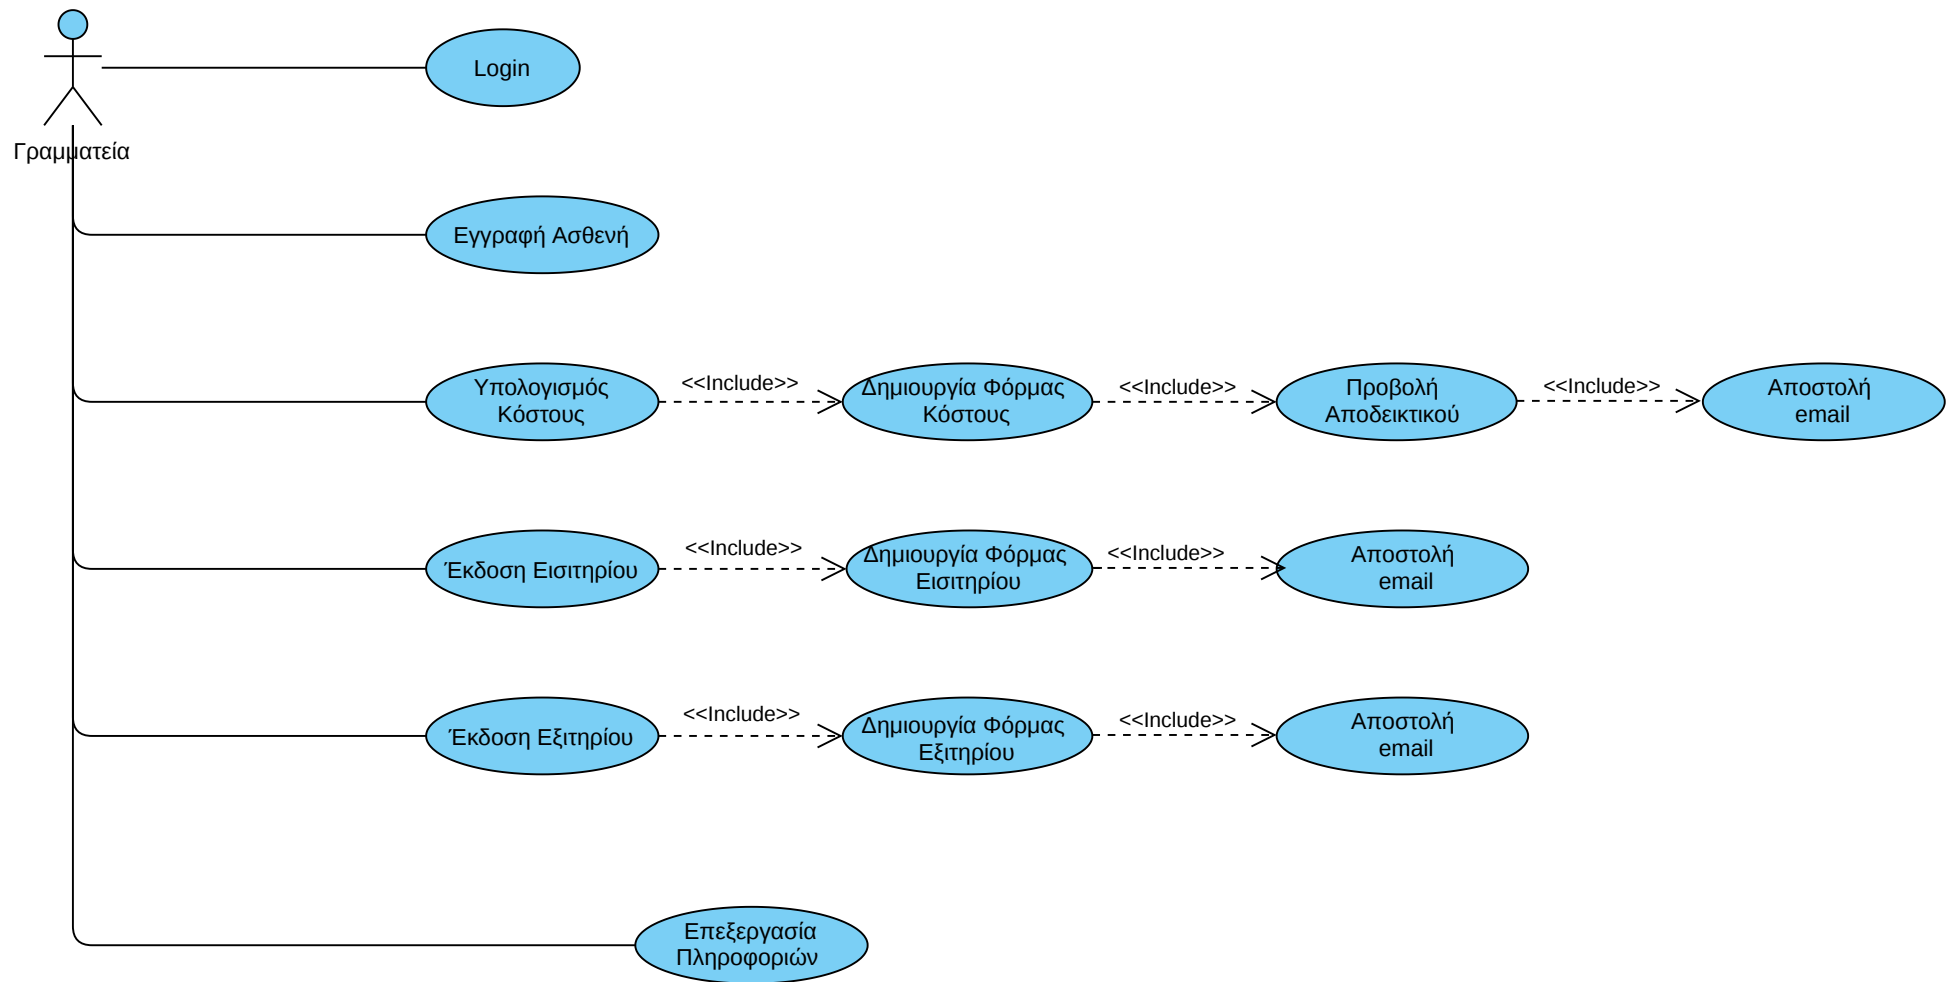 Login
Γραμματεία
Εγγραφή Ασθενή
Υπολογισμός
Κόστους
<<Include>>
Δημιουργία Φόρμας
Κόστους
<<Include>>
Προβολή
Αποδεικτικού
<<Include>>
Αποστολή
email
Έκδοση Εισιτηρίου
<<Include>>
Δημιουργία Φόρμας
Εισιτηρίου
<<Include>>
Αποστολή
email
Έκδοση Εξιτηρίου
<<Include>>
Δημιουργία Φόρμας
Εξιτηρίου
<<Include>>
Αποστολή
email
Επεξεργασία
Πληροφοριών